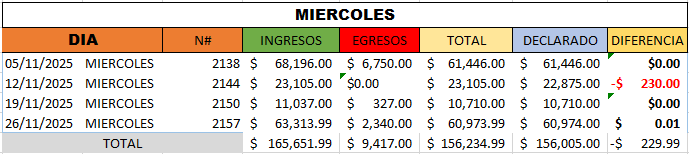 MIERCOLES
DIA N# INGRESOS EGRESOS TOTAL DECLARADO DIFERENCIA
05/11/2025 MIERCOLES 2138 $ 68,196.00 $ 6,750.00 $ 61,446.00 $ 61,446.00 $0.00
12/11/2025 MIERCOLES 2144 $ 23,105.00 $0.00 $ 23,105.00 $ 22,875.00 -$ 230.00
19/11/2025 MIERCOLES 2150 $ 11,037.00 $ 327.00 $ 10,710.00 $ 10,710.00 $0.00
26/11/2025 MIERCOLES 2157 $ 63,313.99 $ 2,340.00 $ 60,973.99 $ 60,974.00 $ 0.01
TOTAL $ 165,651.99 $ 9,417.00 $ 156,234.99 $ 156,005.00 -$ 229.99